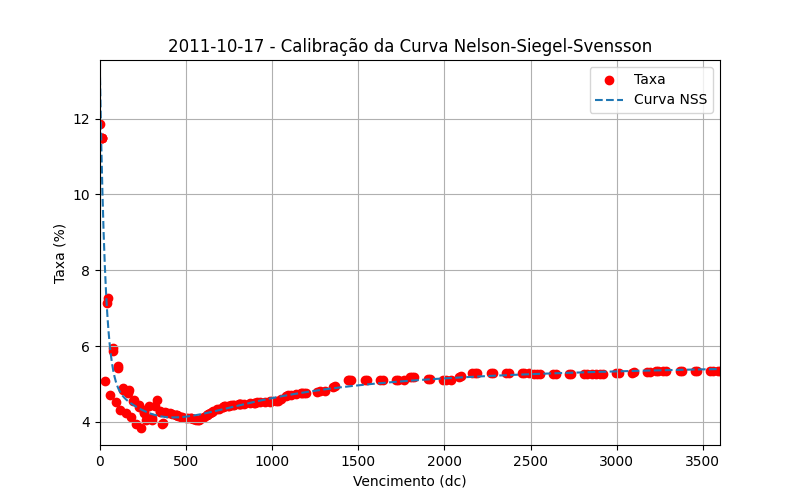 2011-10-17 - Calibração da Curva Nelson-Siegel-Svensson
Taxa
Curva NSS
Taxa (%)
12
10
8
6
4
0
500
1000
1500
2000
2500
3000
3500
Vencimento (dc)